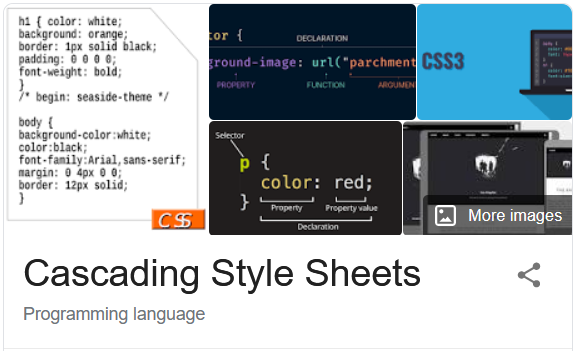 h1 { color: white;
background: orange;
border: 1px solid black;
padding: 0 0 0 0;
font-weight: bold;
}
/* begin: seaside-theme */
body {
background-color:white;
color:black;
font-family:Arial,sans-serif;
margin: 0 4px 0 0;
border: 12px solid;
}
CSS
tor {
DECLARATION
ground-image: url("parchment
PROPERTY
FUNCTION
ARGUMEN
CSS3
Selector
p {
color: red;
}
Property
Property value
Declaration
More images
Cascading Style Sheets
Programming language